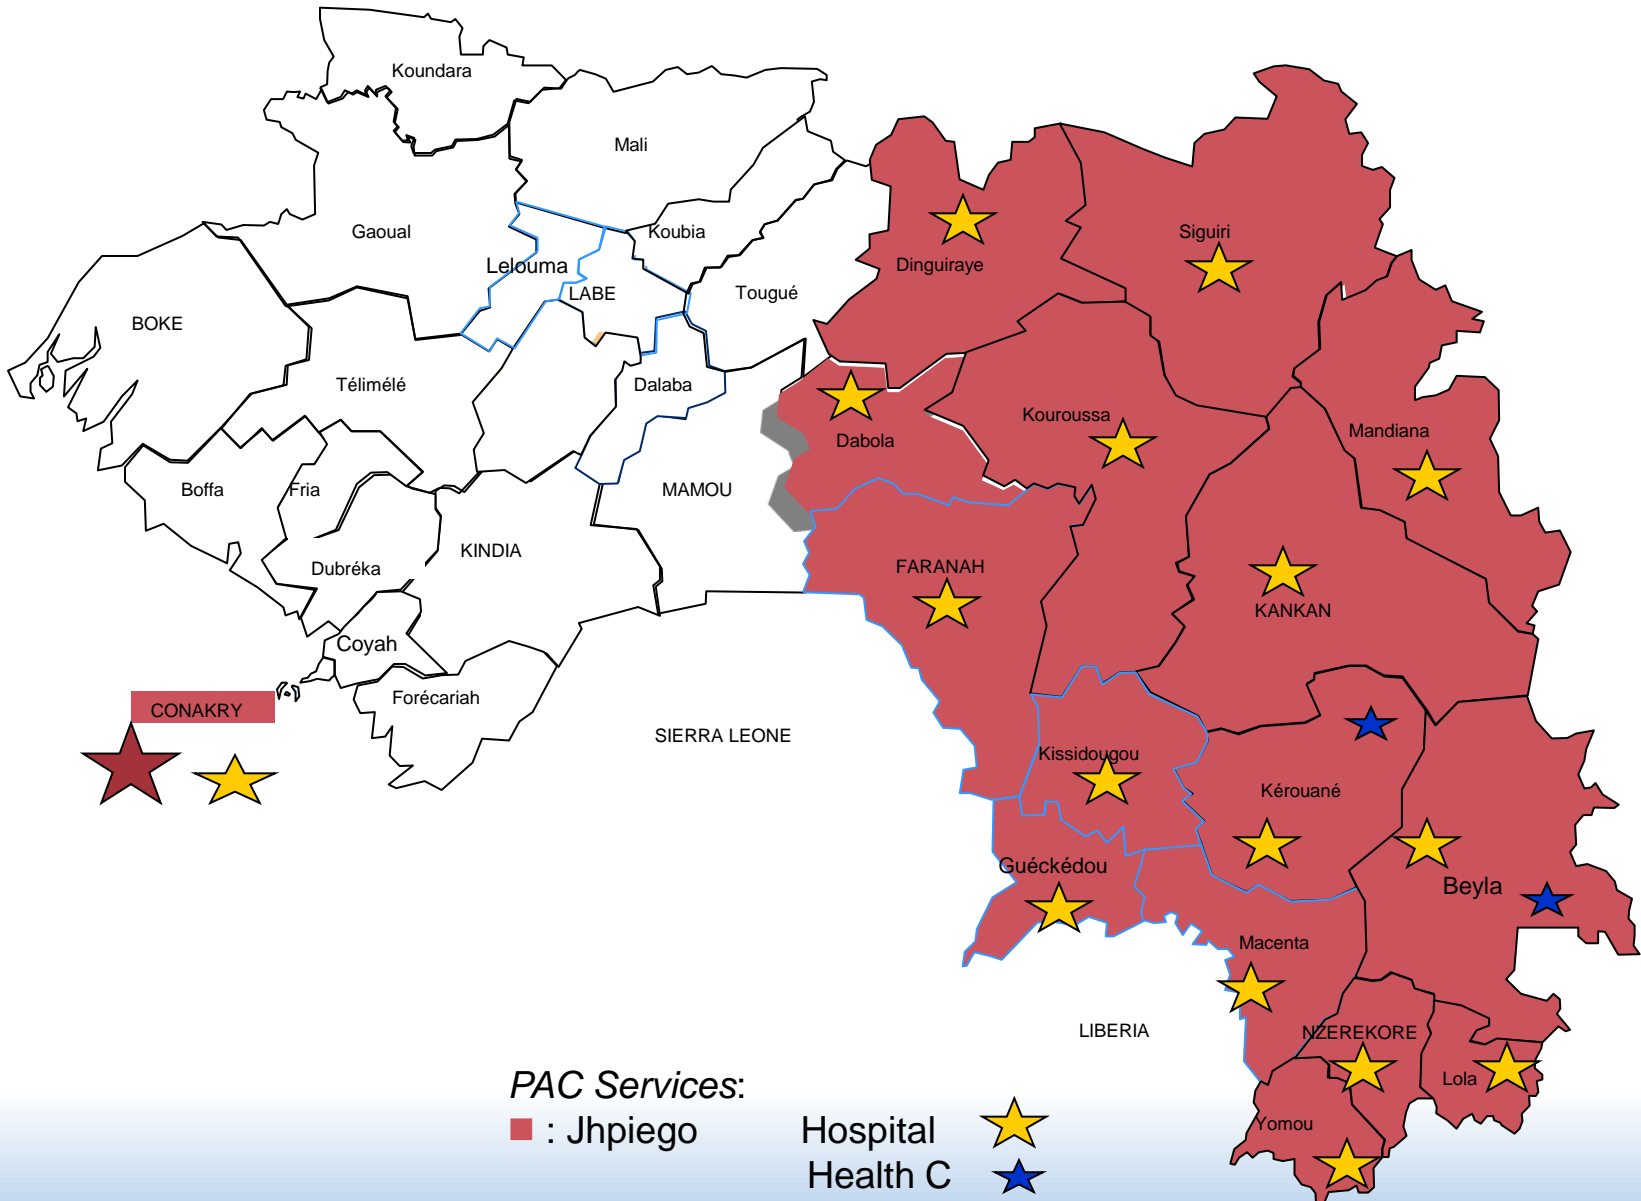 Koundara
Mali
Gaoual
Koubia
Siguiri
Lelouma
Dinguiraye
LABE
Tougué
BOKE
Télimélé
Dalaba
Kouroussa
Mandiana
Dabola
Boffa
Fria
MAMOU
KINDIA
Dubréka
FARANAH
KANKAN
Coyah
Forécariah
CONAKRY
SIERRA LEONE
Kissidougou
Kérouané
Guéckédou
Beyla
Macenta
LIBERIA
NZEREKORE
Lola
Yomou
PAC Services:
: Jhpiego
Hospital
Health C